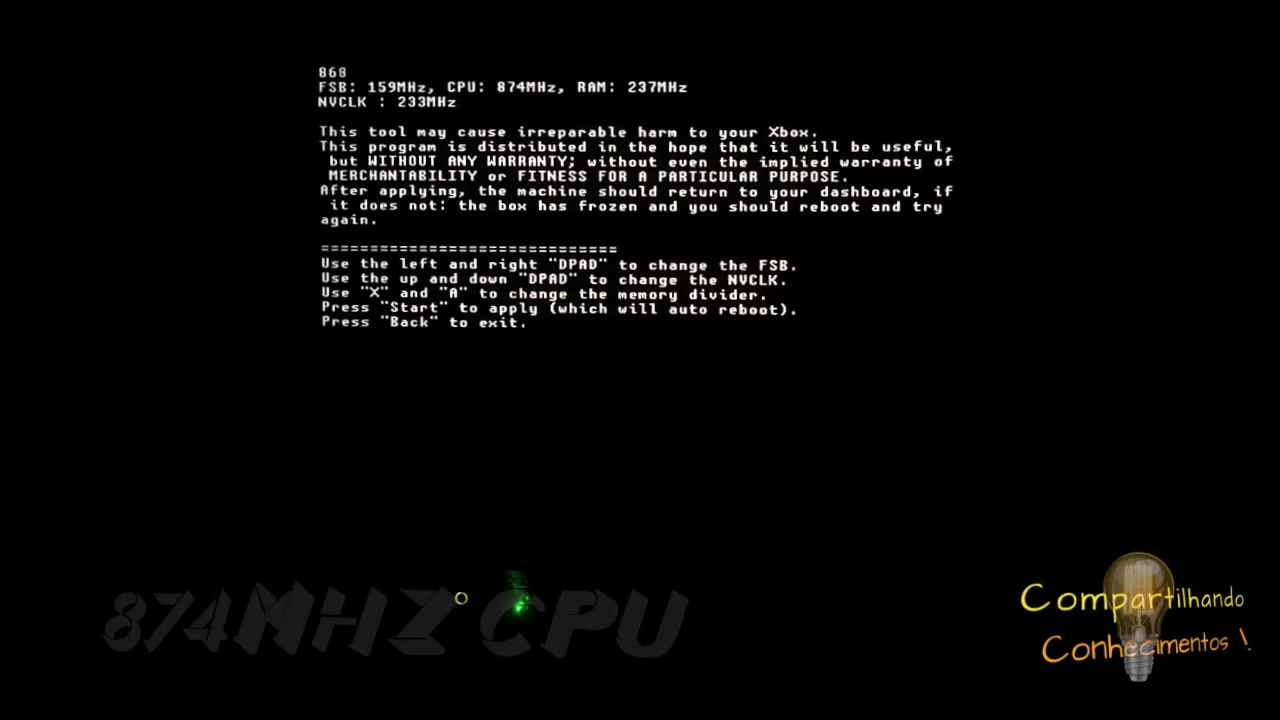 868
FSB: 159MHz, CPU: 874MHz, RAM: 237MHz
NVCLK : 233MHz
This tool may cause irreparable harm to your Xbox.
This program is distributed in the hope that it will be useful,
but WITHOUT ANY WARRANTY; without even the implied warranty of
MERCHANTABILITY or FITNESS FOR A PARTICULAR PURPOSE.
After applying, the machine should return to your dashboard, if
it does not: the box has frozen and you should reboot and try
again.
==============================
Use the left and right "DPAD" to change the FSB.
Use the up and down "DPAD" to change the NVCLK.
Use "X" and "A" to change the memory divider.
Press "Start" to apply (which will auto reboot).
Press "Back" to exit.
874MHZ CPU
Compartilhando
Conhecimentos !